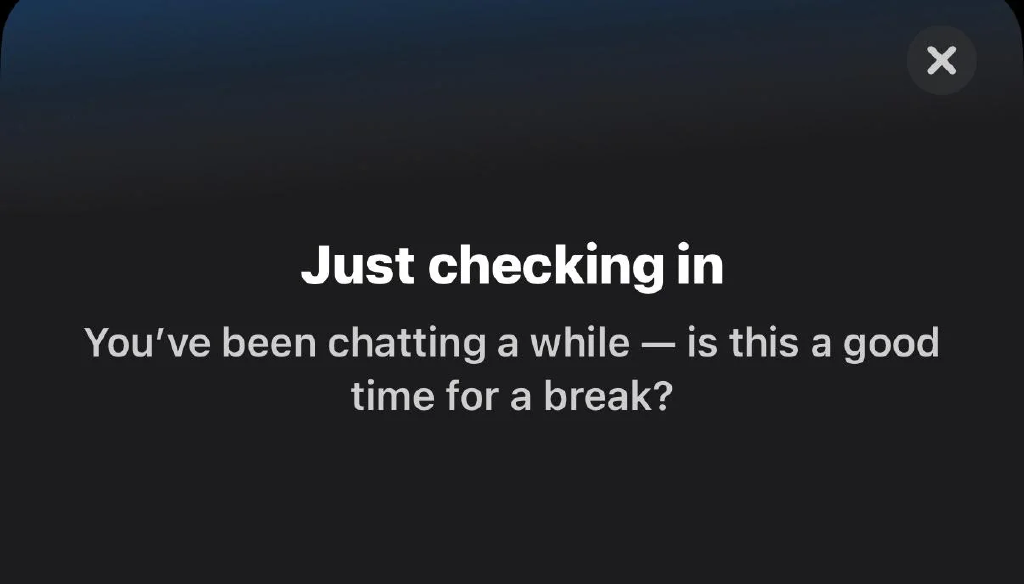 Just checking in
You’ve been chatting a while — is this a good
time for a break?